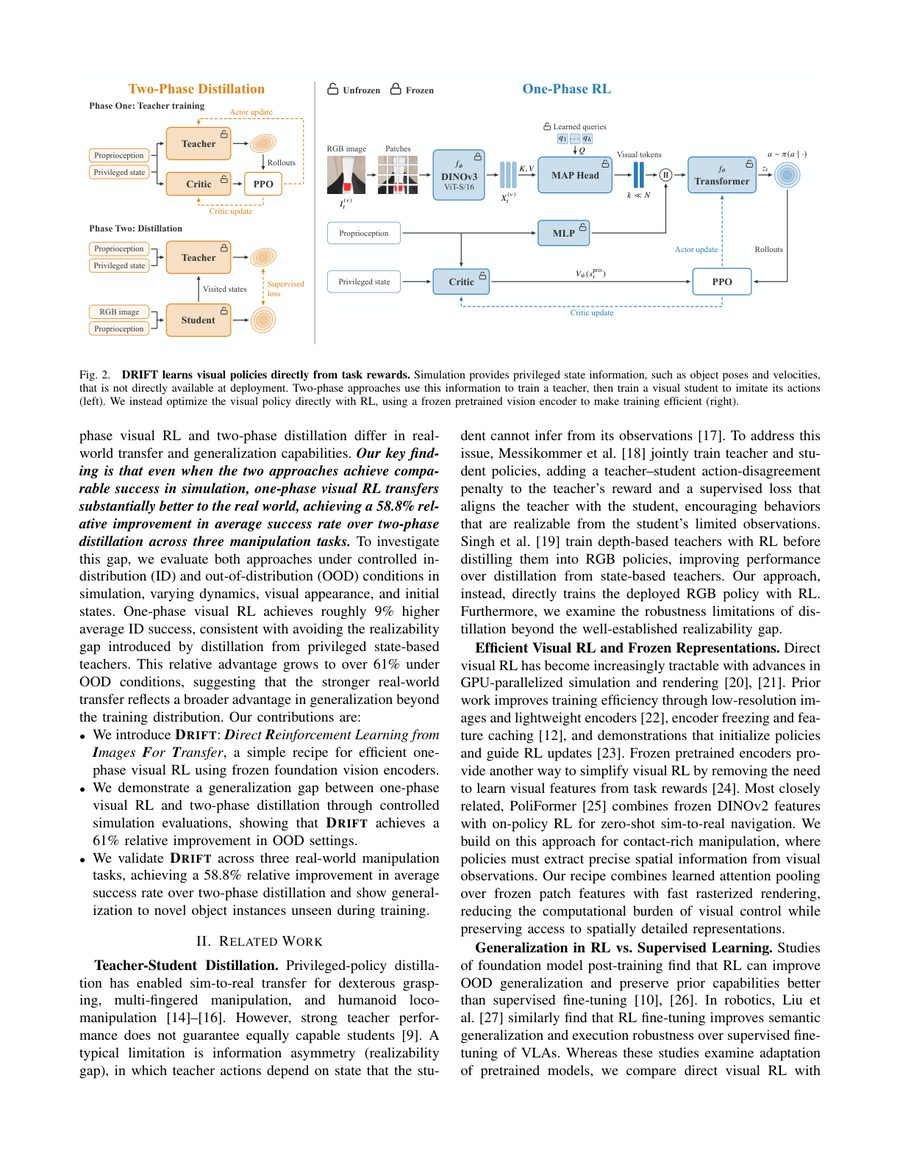 Two-Phase Distillation
Phase One: Teacher training
Actor update
Teacher
Proprioception
Privileged state
Rollouts
Critic
PPO
Critic update
Phase Two: Distillation
Proprioception
Privileged state
Teacher
Visited states
Supervised
loss
RGB image
Proprioception
Student
Unfrozen Frozen
One-Phase RL
Learned queries
q₁ ... qₖ
Q
RGB image
Patches
I_t^(v)
f_ϕ
DINOv3
ViT-S/16
K, V
X_t^(v)
MAP Head
Visual tokens
k ≪ N
f_θ
Transformer
z_t
a ∼ π(a | ·)
Proprioception
MLP
Actor update
Rollouts
Privileged state
Critic
PPO
Critic update
Fig. 2. DRIFT learns visual policies directly from task rewards. Simulation provides privileged state information, such as object poses and velocities,
that is not directly available at deployment. Two-phase approaches use this information to train a teacher, then train a visual student to imitate its actions
(left). We instead optimize the visual policy directly with RL, using a frozen pretrained vision encoder to make training efficient (right).
phase visual RL and two-phase distillation differ in real-
world transfer and generalization capabilities. Our key find-
ing is that even when the two approaches achieve compa-
rable success in simulation, one-phase visual RL transfers
substantially better to the real world, achieving a 58.8% rel-
ative improvement in average success rate over two-phase
distillation across three manipulation tasks. To investigate
this gap, we evaluate both approaches under controlled in-
distribution (ID) and out-of-distribution (OOD) conditions in
simulation, varying dynamics, visual appearance, and initial
states. One-phase visual RL achieves roughly 9% higher
average ID success, consistent with avoiding the realizability
gap introduced by distillation from privileged state-based
teachers. This relative advantage grows to over 61% under
OOD conditions, suggesting that the stronger real-world
transfer reflects a broader advantage in generalization beyond
the training distribution. Our contributions are:
• We introduce DRIFT: Direct Reinforcement Learning from
Images For Transfer, a simple recipe for efficient one-
phase visual RL using frozen foundation vision encoders.
• We demonstrate a generalization gap between one-phase
visual RL and two-phase distillation through controlled
simulation evaluations, showing that DRIFT achieves a
61% relative improvement in OOD settings.
• We validate DRIFT across three real-world manipulation
tasks, achieving a 58.8% relative improvement in average
success rate over two-phase distillation and show general-
ization to novel object instances unseen during training.
II. RELATED WORK
Teacher-Student Distillation. Privileged-policy distilla-
tion has enabled sim-to-real transfer for dexterous grasp-
ing, multi-fingered manipulation, and humanoid loco-
manipulation [14]–[16]. However, strong teacher perfor-
mance does not guarantee equally capable students [9]. A
typical limitation is information asymmetry (realizability
gap), in which teacher actions depend on state that the stu-
dent cannot infer from its observations [17]. To address this
issue, Messikommer et al. [18] jointly train teacher and stu-
dent policies, adding a teacher–student action-disagreement
penalty to the teacher's reward and a supervised loss that
aligns the teacher with the student, encouraging behaviors
that are realizable from the student's limited observations.
Singh et al. [19] train depth-based teachers with RL before
distilling them into RGB policies, improving performance
over distillation from state-based teachers. Our approach,
instead, directly trains the deployed RGB policy with RL.
Furthermore, we examine the robustness limitations of dis-
tillation beyond the well-established realizability gap.
Efficient Visual RL and Frozen Representations. Direct
visual RL has become increasingly tractable with advances in
GPU-parallelized simulation and rendering [20], [21]. Prior
work improves training efficiency through low-resolution im-
ages and lightweight encoders [22], encoder freezing and fea-
ture caching [12], and demonstrations that initialize policies
and guide RL updates [23]. Frozen pretrained encoders pro-
vide another way to simplify visual RL by removing the need
to learn visual features from task rewards [24]. Most closely
related, PoliFormer [25] combines frozen DINOv2 features
with on-policy RL for zero-shot sim-to-real navigation. We
build on this approach for contact-rich manipulation, where
policies must extract precise spatial information from visual
observations. Our recipe combines learned attention pooling
over frozen patch features with fast rasterized rendering,
reducing the computational burden of visual control while
preserving access to spatially detailed representations.
Generalization in RL vs. Supervised Learning. Studies
of foundation model post-training find that RL can improve
OOD generalization and preserve prior capabilities better
than supervised fine-tuning [10], [26]. In robotics, Liu et
al. [27] similarly find that RL fine-tuning improves semantic
generalization and execution robustness over supervised fine-
tuning of VLAs. Whereas these studies examine adaptation
of pretrained models, we compare direct visual RL with